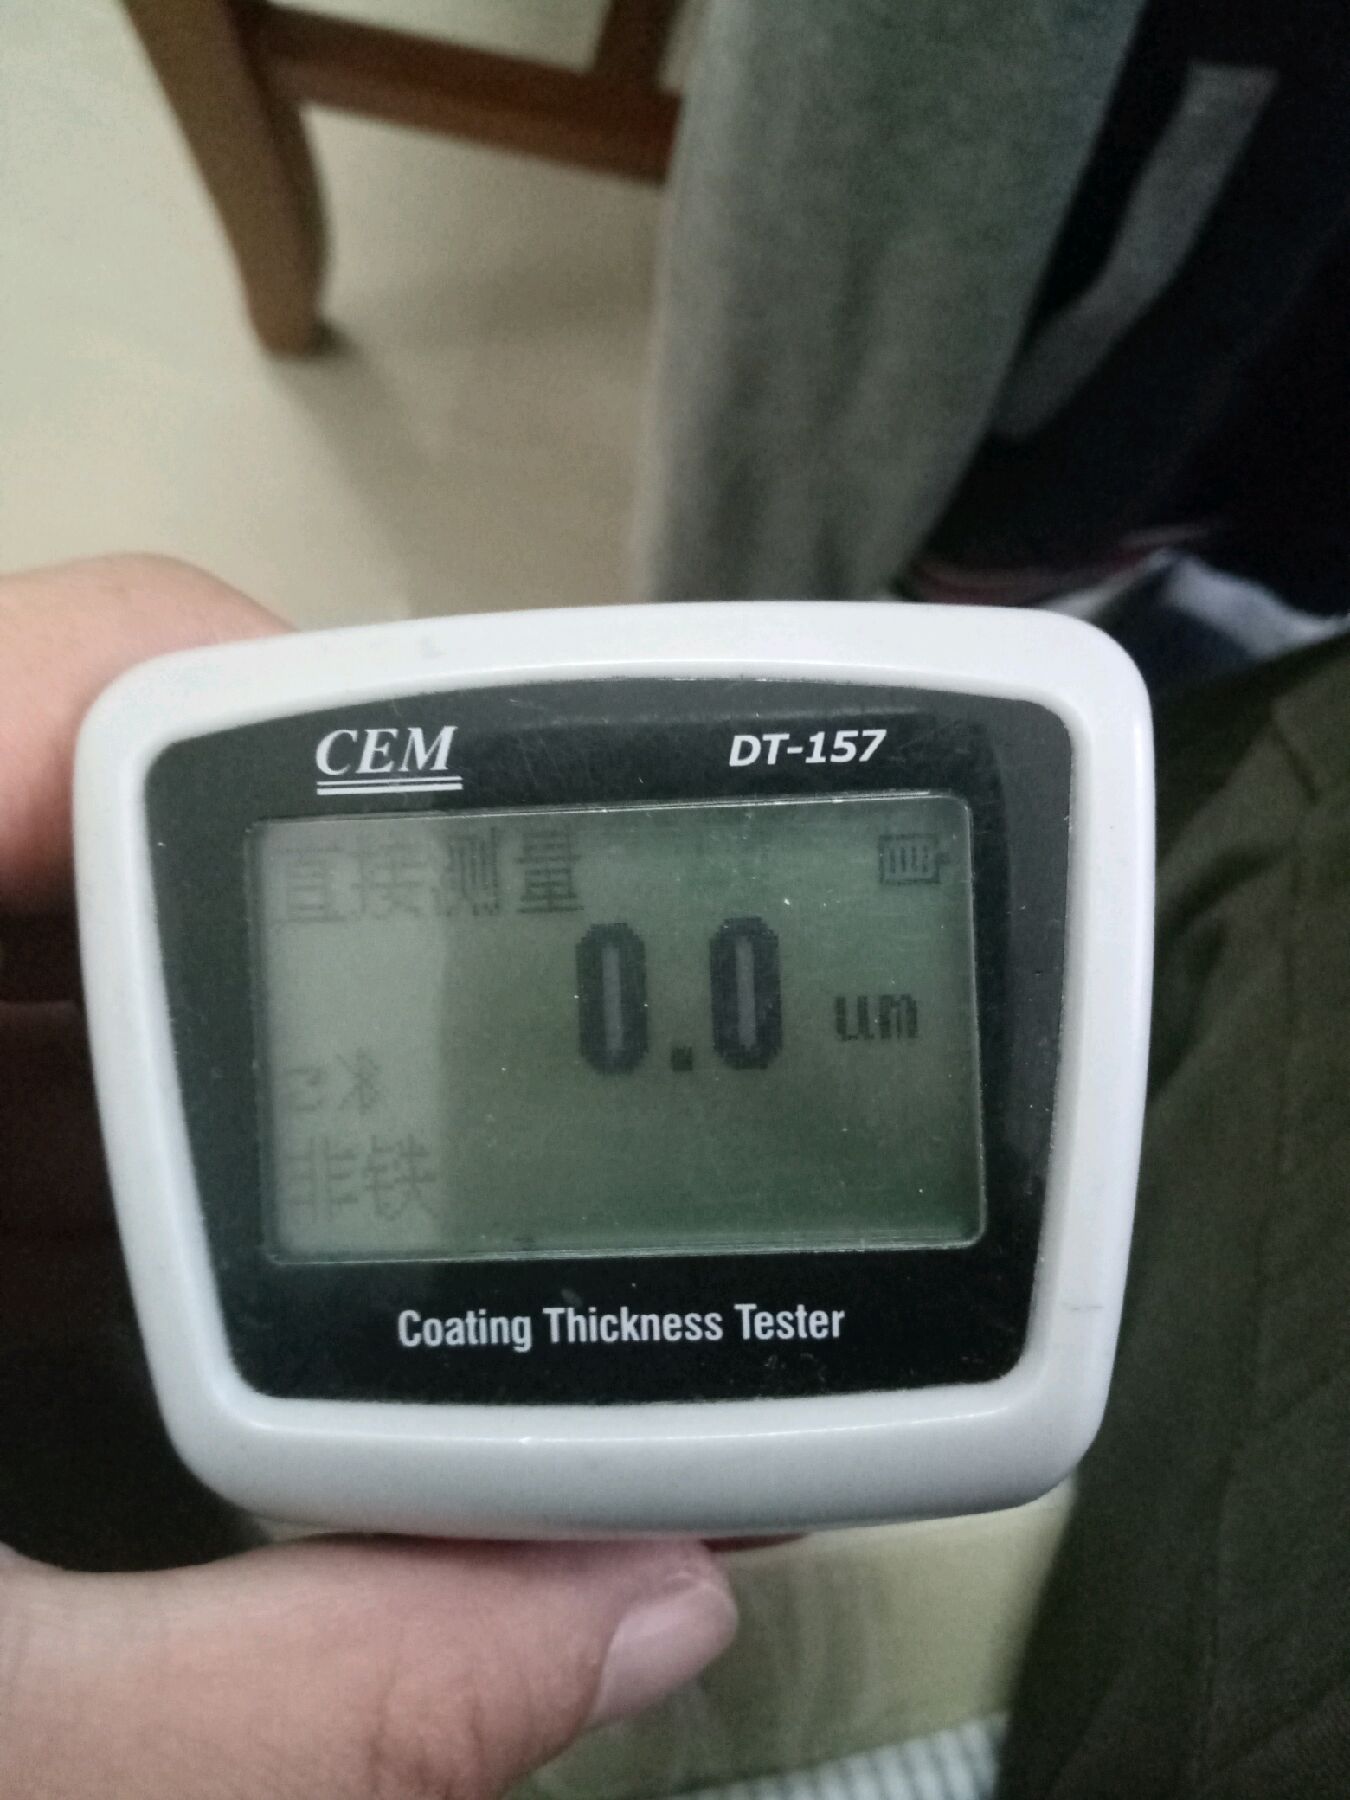 CEM DT-157
直接测量
0.0 um
非铁
Coating Thickness Tester